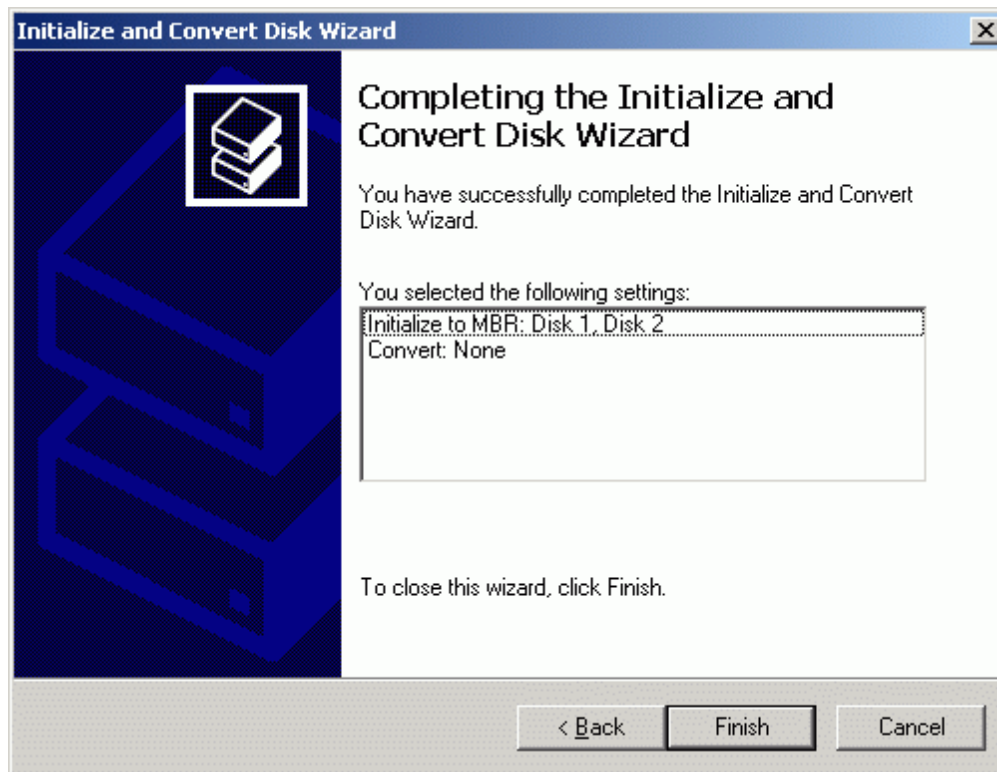 Initialize and Convert Disk Wizard
Completing the Initialize and
Convert Disk Wizard
You have successfully completed the Initialize and Convert
Disk Wizard.
You selected the following settings:
Initialize to MBR: Disk 1, Disk 2
Convert: None
To close this wizard, click Finish.
< Back
Finish
Cancel